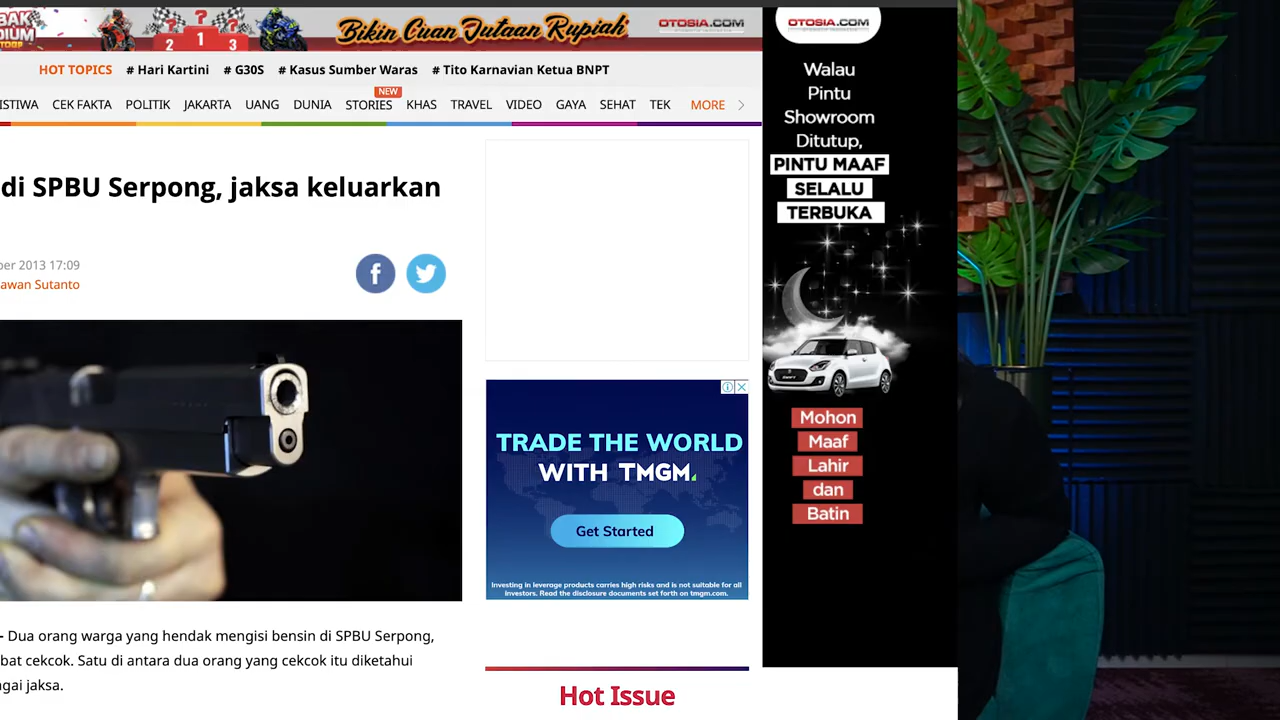 BAK
DIUM
2 1 3
Bikin Cuan Jutaan Rupiah
OTOSIA.COM
HOT TOPICS # Hari Kartini # G30S # Kasus Sumber Waras # Tito Karnavian Ketua BNPT
ISTIWA CEK FAKTA POLITIK JAKARTA UANG DUNIA STORIES NEW KHAS TRAVEL VIDEO GAYA SEHAT TEK MORE
di SPBU Serpong, jaksa keluarkan
ber 2013 17:09
awan Sutanto
- Dua orang warga yang hendak mengisi bensin di SPBU Serpong,
bat cekcok. Satu di antara dua orang yang cekcok itu diketahui
gai jaksa.
TRADE THE WORLD
WITH TMGM
Get Started
Investing in leverage products carries high risks and is not suitable for all
investors. Read the disclosure documents set forth on tmgm.com.
Hot Issue
OTOSIA.COM
Walau
Pintu
Showroom
Ditutup,
PINTU MAAF
SELALU
TERBUKA
Mohon
Maaf
Lahir
dan
Batin